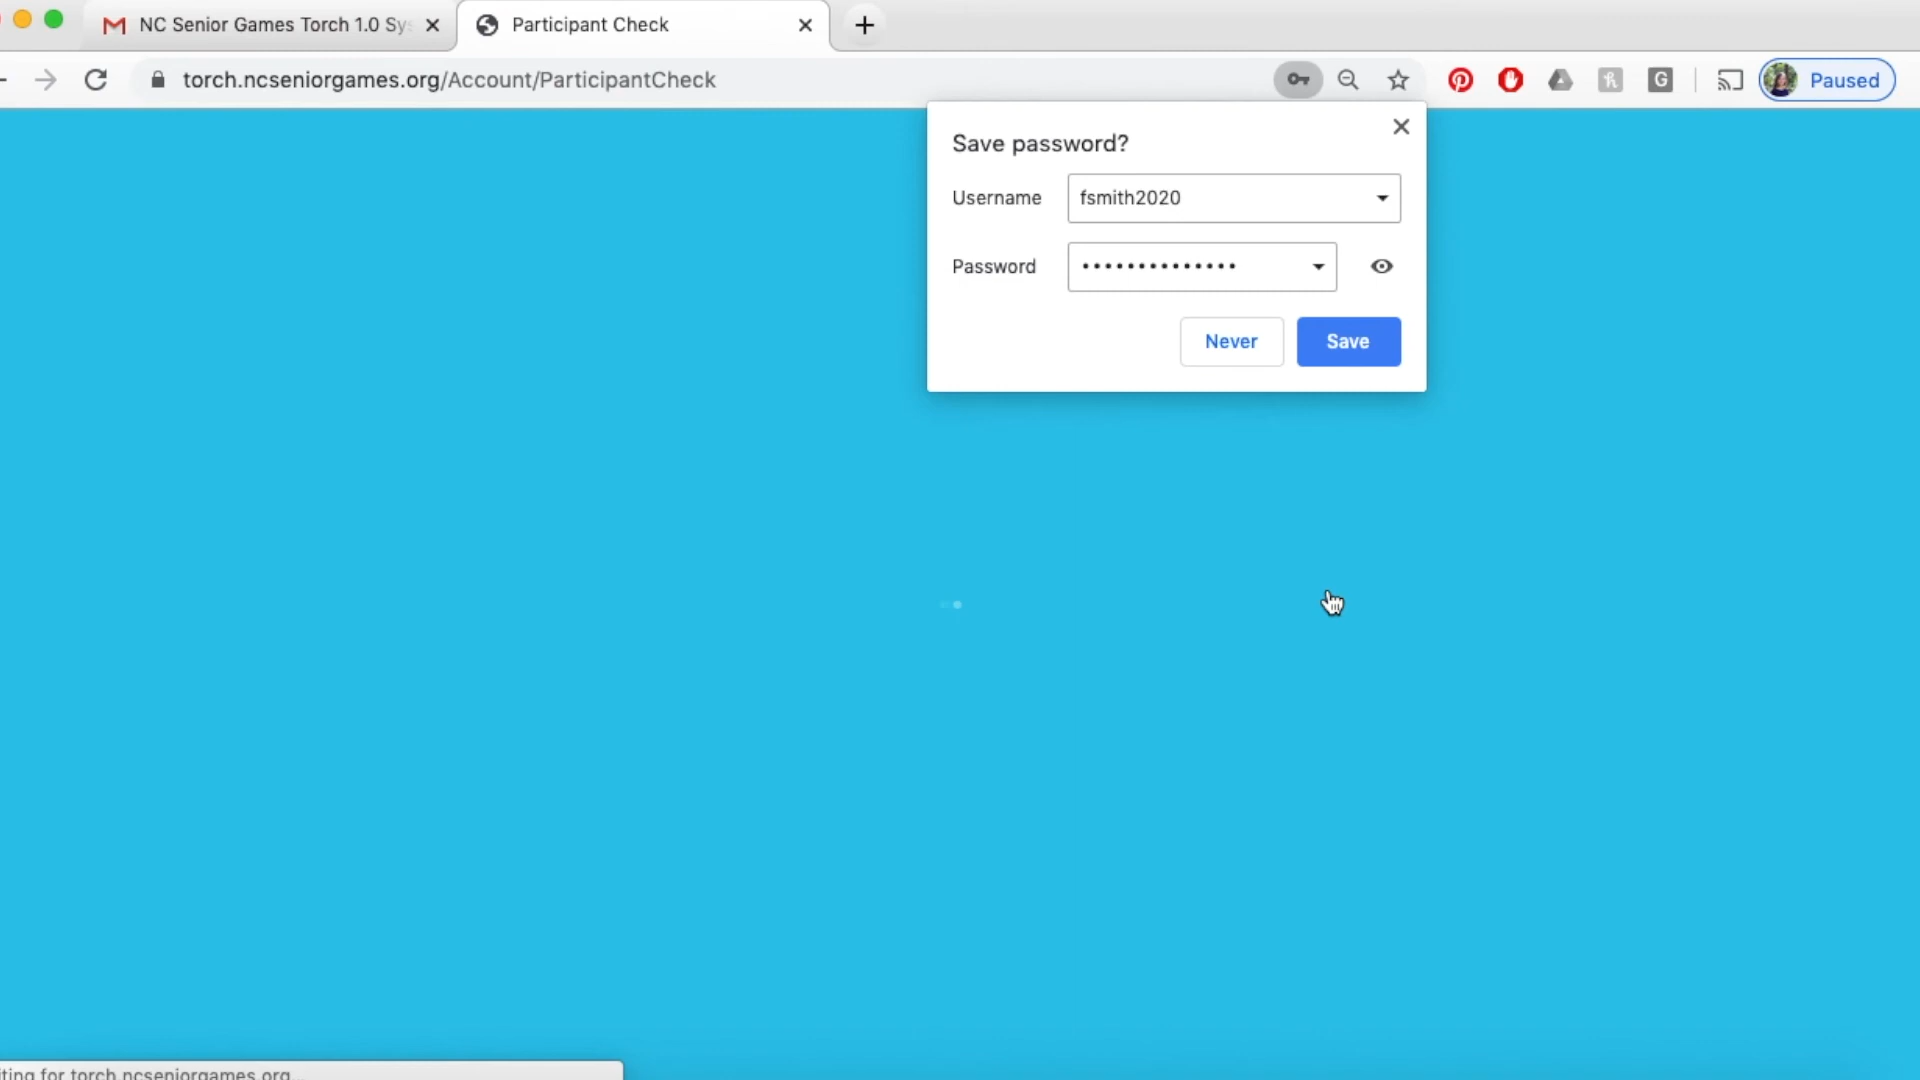 NC Senior Games Torch 1.0 Sy
Participant Check
torch.ncseniorgames.org/Account/ParticipantCheck
Paused
Save password?
Username fsmith2020
Password ••••••••••••••
Never Save
iting for torch.ncseniorgames.org...